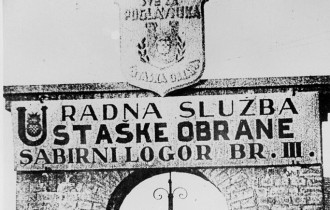 SVE ZA
POGLAVNIKA
RADNA SLUŽBA
USTAŠKE OBRANE
SABIRNI LOGOR BR. III.